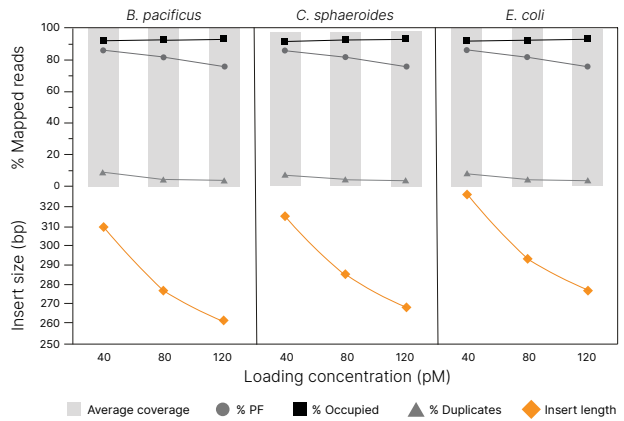 B. pacificus C. sphaeroides E. coli
% Mapped reads
100
80
60
40
20
0
Insert size (bp)
320
310
300
290
280
270
260
250
40 80 120 40 80 120 40 80 120
Loading concentration (pM)
Average coverage % PF % Occupied % Duplicates Insert length